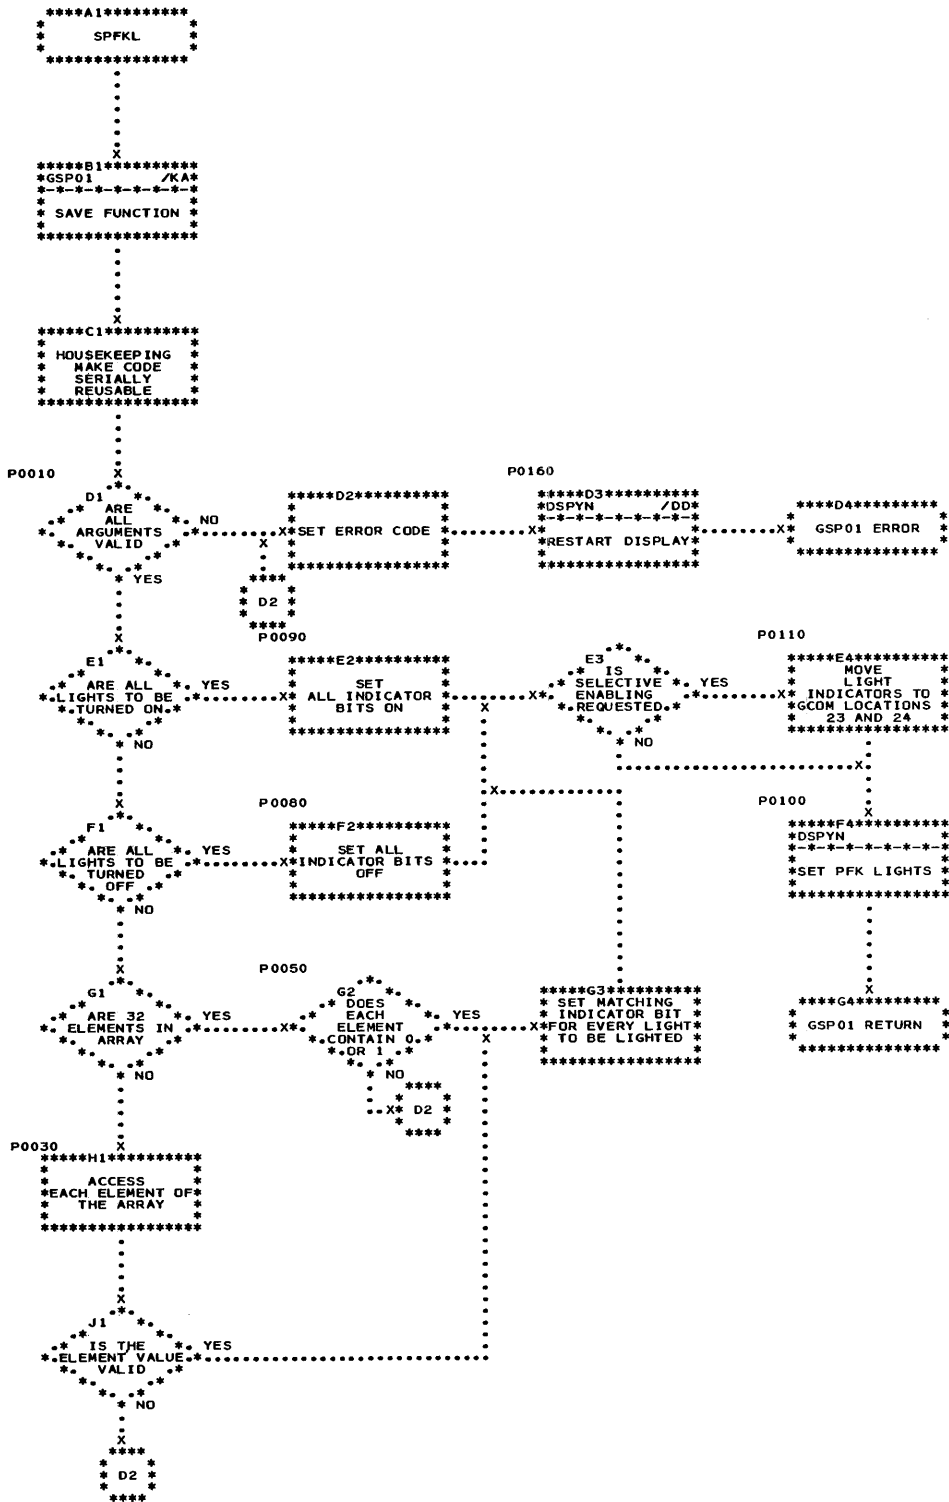 A1
SPFKL
B1
GSP01 /KA
SAVE FUNCTION
C1
HOUSEKEEPING
MAKE CODE
SERIALLY
REUSABLE
P0010
D1
ARE
ALL
ARGUMENTS
VALID
NO
YES
D2
SET ERROR CODE
D2
P0160
D3
DSPYN /DD
RESTART DISPLAY
D4
GSP01 ERROR
E1
ARE ALL
LIGHTS TO BE
TURNED ON
YES
NO
P0090
E2
SET
ALL INDICATOR
BITS ON
E3
IS
SELECTIVE
ENABLING
REQUESTED
YES
NO
P0110
E4
MOVE
LIGHT
INDICATORS TO
GCOM LOCATIONS
23 AND 24
F1
ARE ALL
LIGHTS TO BE
TURNED
OFF
YES
NO
P0080
F2
SET ALL
INDICATOR BITS
OFF
P0100
F4
DSPYN
SET PFK LIGHTS
G1
ARE 32
ELEMENTS IN
ARRAY
YES
NO
P0050
G2
DOES
EACH
ELEMENT
CONTAIN 0
OR 1
YES
NO
D2
G3
SET MATCHING
INDICATOR BIT
FOR EVERY LIGHT
TO BE LIGHTED
G4
GSP01 RETURN
P0030
H1
ACCESS
EACH ELEMENT OF
THE ARRAY
J1
IS THE
ELEMENT VALUE
VALID
YES
NO
D2